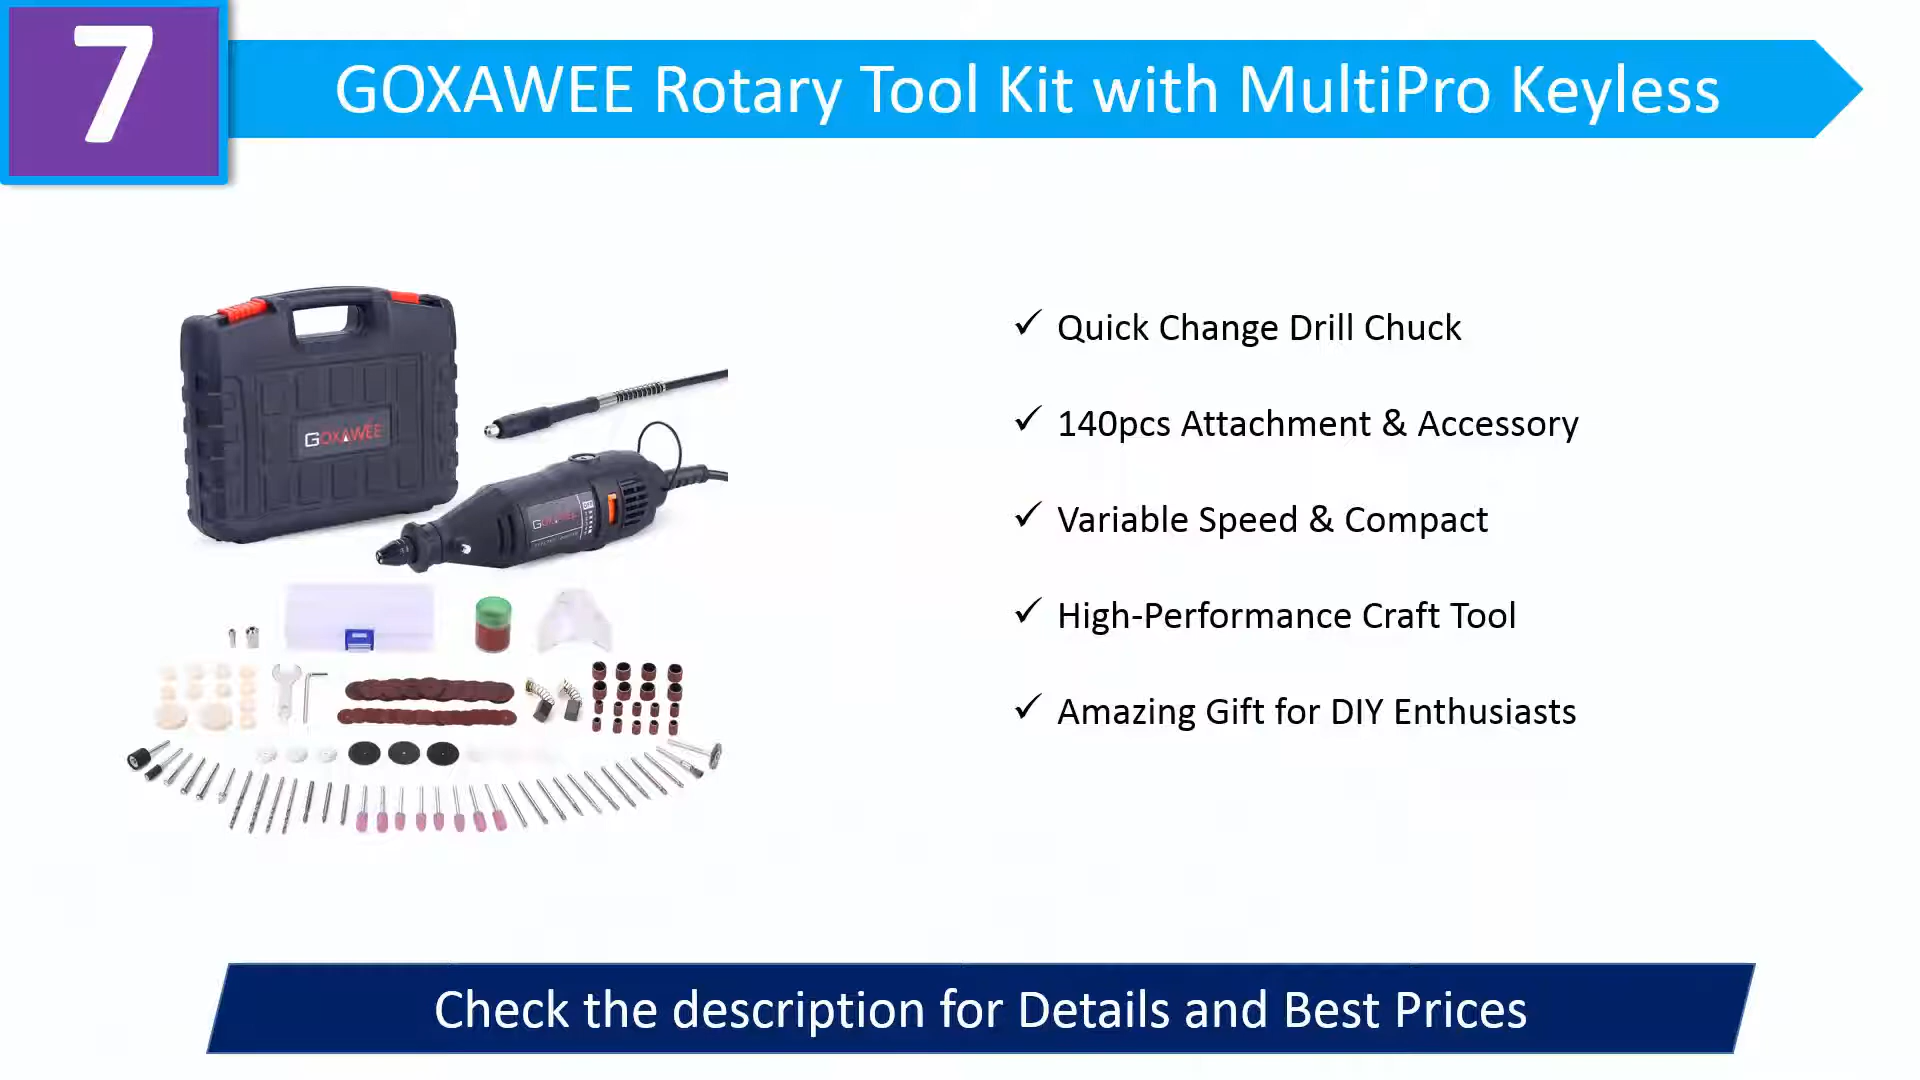 7
GOXAWEE Rotary Tool Kit with MultiPro Keyless
Quick Change Drill Chuck
140pcs Attachment & Accessory
Variable Speed & Compact
High-Performance Craft Tool
Amazing Gift for DIY Enthusiasts
GOXAWEE
GOXAWEE
Check the description for Details and Best Prices